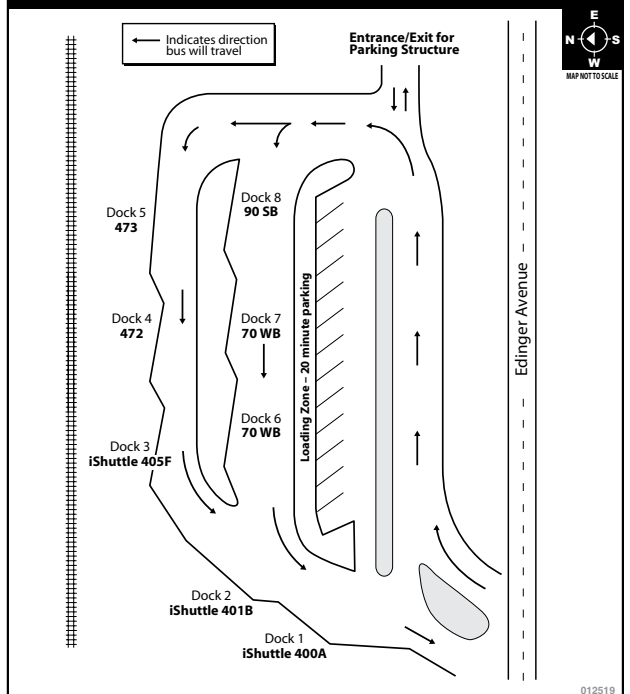 Indicates direction
bus will travel
Entrance/Exit for
Parking Structure
E
N
S
W
MAP NOT TO SCALE
Dock 5
473
Dock 8
90 SB
Dock 4
472
Dock 7
70 WB
Dock 6
70 WB
Loading Zone – 20 minute parking
Edinger Avenue
Dock 3
iShuttle 405F
Dock 2
iShuttle 401B
Dock 1
iShuttle 400A
012519